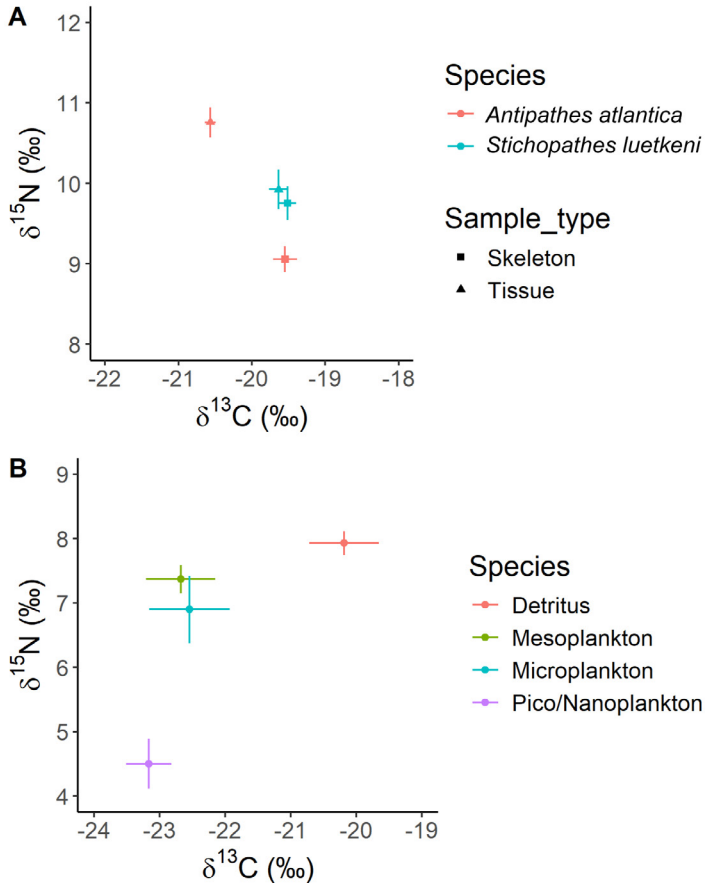 A
12
11
10
9
8
δ15N (‰)
-22 -21 -20 -19 -18
δ13C (‰)
Species
Antipathes atlantica
Stichopathes luetkeni
Sample_type
Skeleton
Tissue
B
9
8
7
6
5
4
δ15N (‰)
-24 -23 -22 -21 -20 -19
δ13C (‰)
Species
Detritus
Mesoplankton
Microplankton
Pico/Nanoplankton